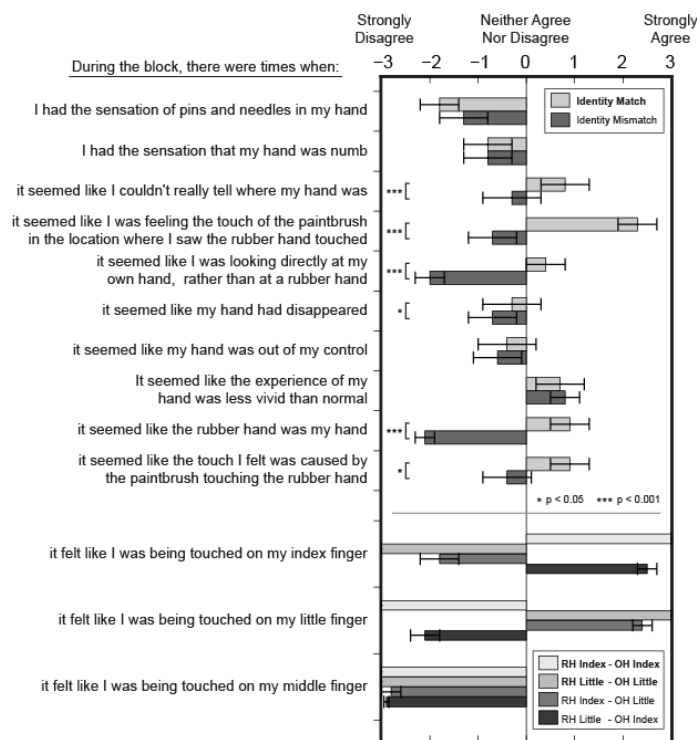 Strongly Disagree
Neither Agree Nor Disagree
Strongly Agree
−3 −2 −1 0 1 2 3
During the block, there were times when:
Identity Match
Identity Mismatch
I had the sensation of pins and needles in my hand
I had the sensation that my hand was numb
it seemed like I couldn't really tell where my hand was
***
it seemed like I was feeling the touch of the paintbrush
in the location where I saw the rubber hand touched
***
it seemed like I was looking directly at my
own hand, rather than at a rubber hand
***
it seemed like my hand had disappeared
*
it seemed like my hand was out of my control
It seemed like the experience of my
hand was less vivid than normal
it seemed like the rubber hand was my hand
***
it seemed like the touch I felt was caused by
the paintbrush touching the rubber hand
*
* p < 0.05 *** p < 0.001
it felt like I was being touched on my index finger
it felt like I was being touched on my little finger
it felt like I was being touched on my middle finger
RH Index - OH Index
RH Little - OH Little
RH Index - OH Little
RH Little - OH Index